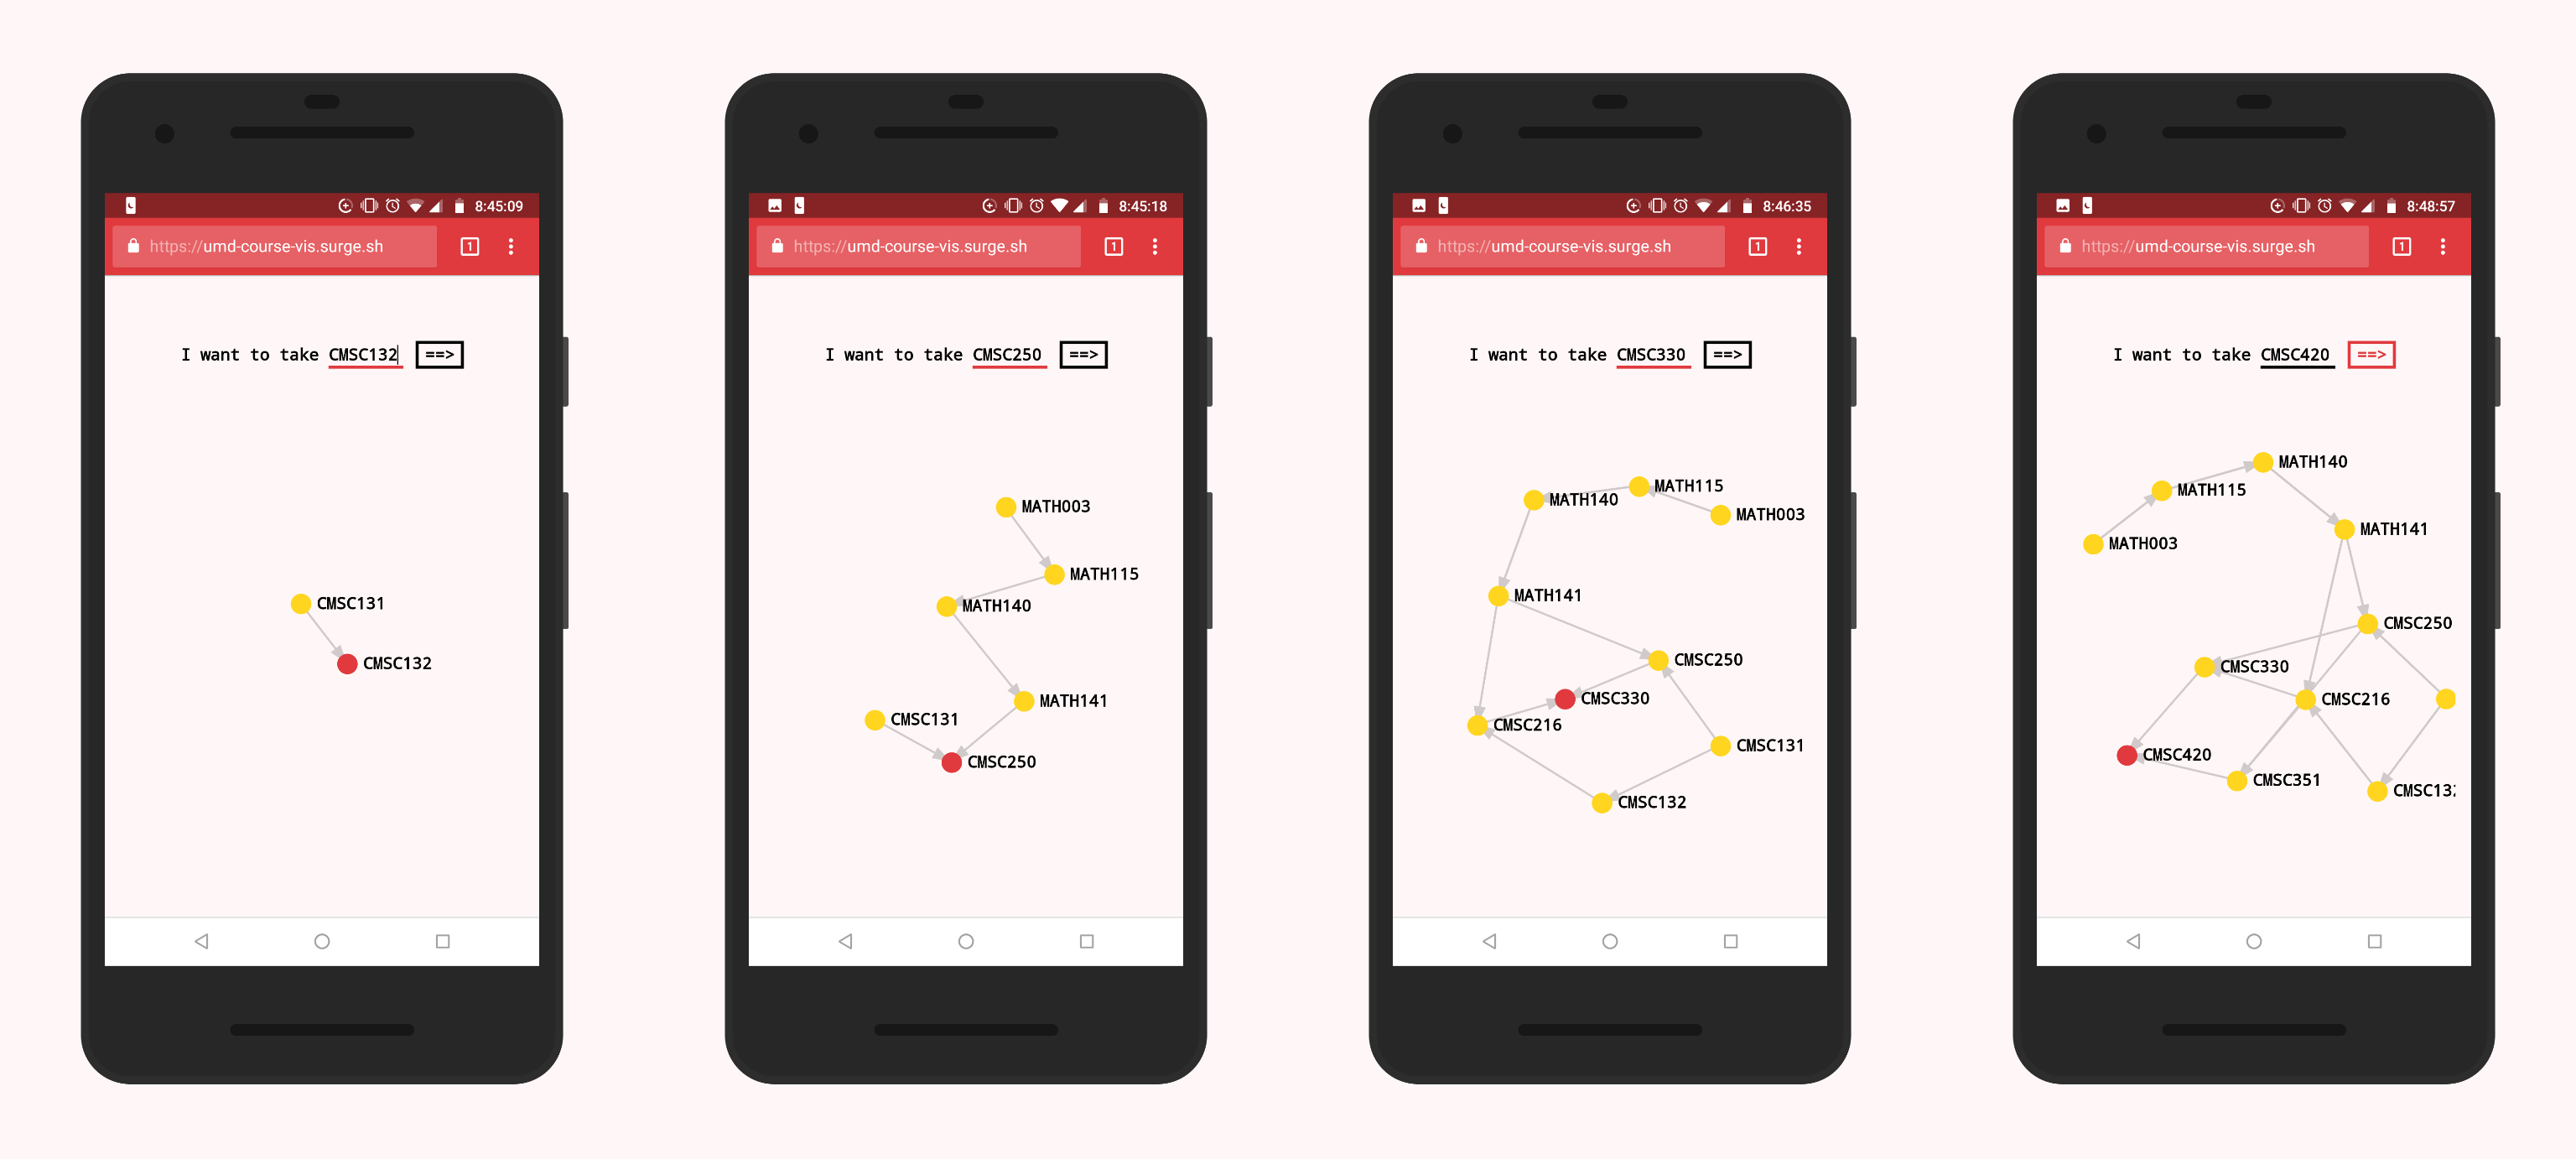 8:45:09
https://umd-course-vis.surge.sh
1
I want to take CMSC132 ==>
CMSC131
CMSC132
8:45:18
https://umd-course-vis.surge.sh
1
I want to take CMSC250 ==>
MATH003
MATH115
MATH140
MATH141
CMSC131
CMSC250
8:46:35
https://umd-course-vis.surge.sh
1
I want to take CMSC330 ==>
MATH115
MATH140
MATH003
MATH141
CMSC250
CMSC330
CMSC216
CMSC131
CMSC132
8:48:57
https://umd-course-vis.surge.sh
1
I want to take CMSC420 ==>
MATH140
MATH115
MATH141
MATH003
CMSC250
CMSC330
CMSC216
CMSC420
CMSC351